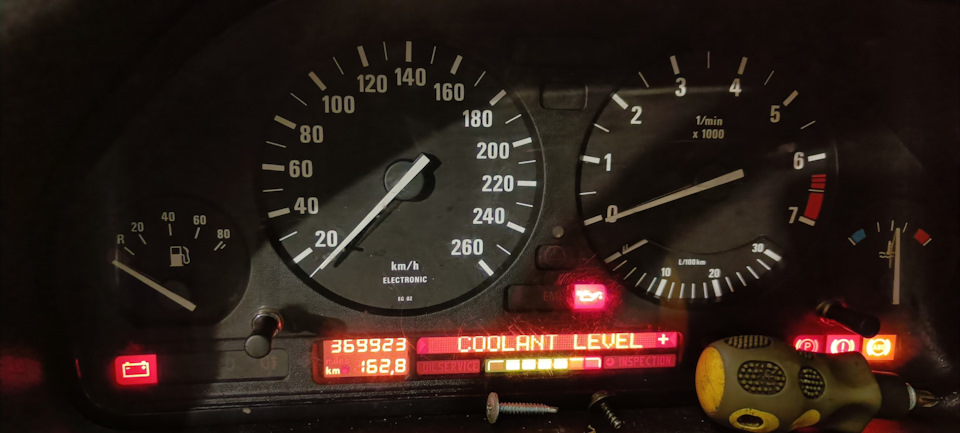 R 20 40 60 80
20 40 60 80 100 120 140 160 180 200 220 240 260
km/h
ELECTRONIC
0 1 2 3 4 5 6 7
1/min
x 1000
L/100km
10 20 30
369923
km 162,8
COOLANT LEVEL +
OILSERVICE
INSPECTION